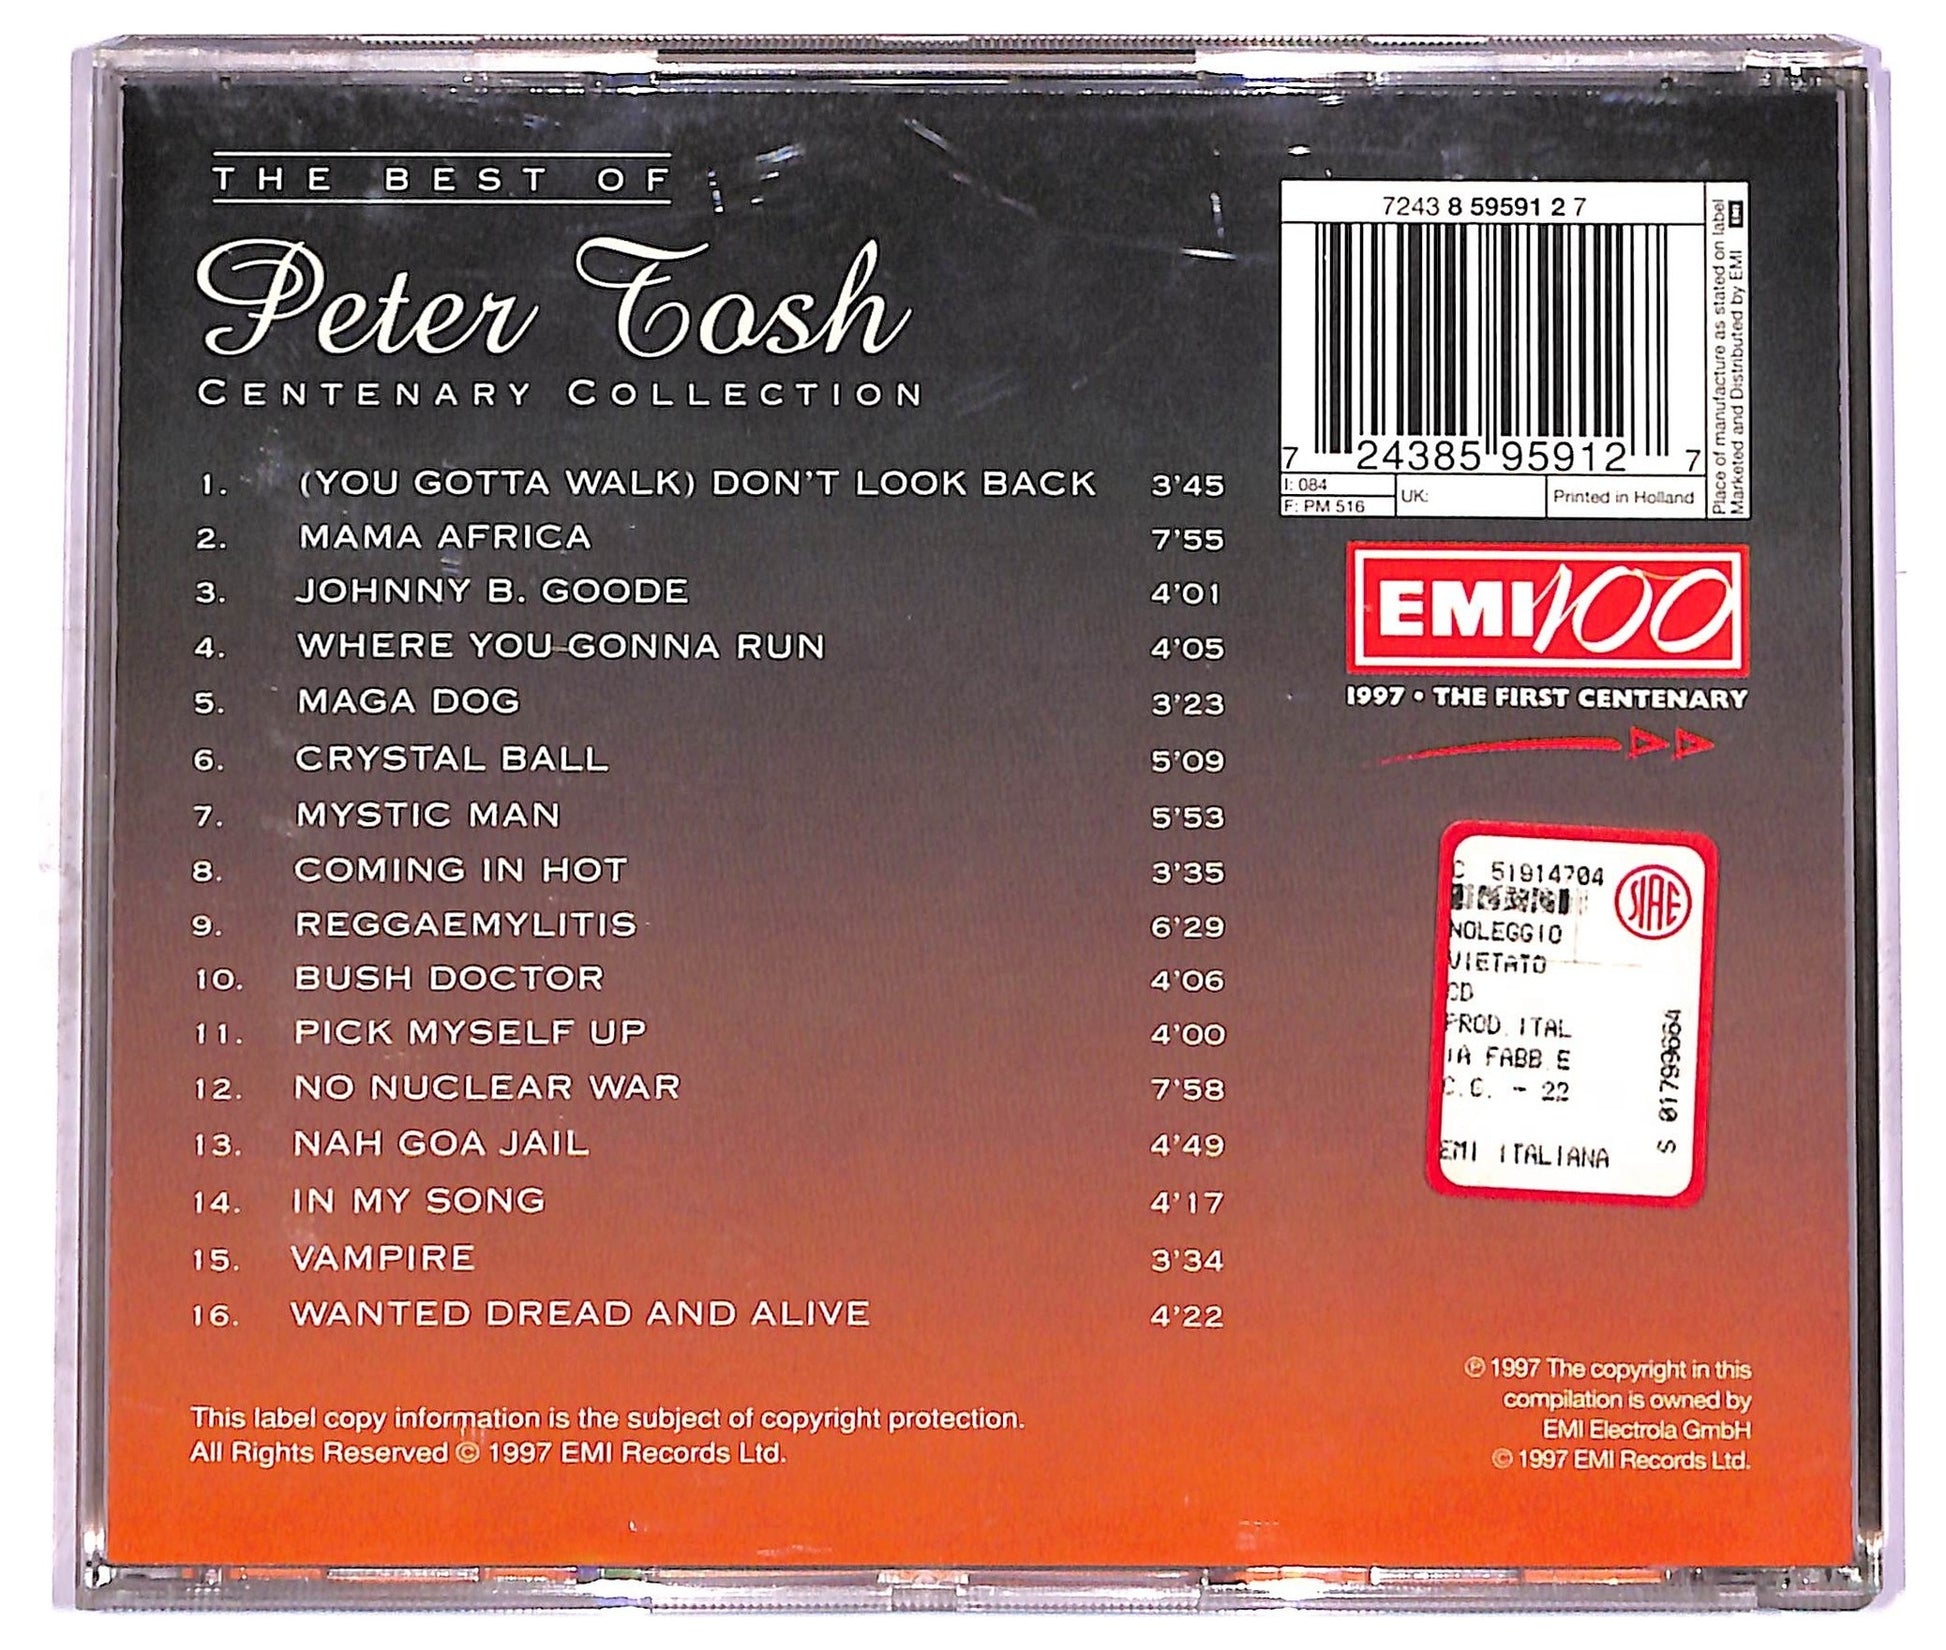 THE BEST OF
Peter Tosh
CENTENARY COLLECTION
1. (YOU GOTTA WALK) DON'T LOOK BACK 3'45
2. MAMA AFRICA 7'55
3. JOHNNY B. GOODE 4'01
4. WHERE YOU GONNA RUN 4'05
5. MAGA DOG 3'23
6. CRYSTAL BALL 5'09
7. MYSTIC MAN 5'53
8. COMING IN HOT 3'35
9. REGGAEMYLITIS 6'29
10. BUSH DOCTOR 4'06
11. PICK MYSELF UP 4'00
12. NO NUCLEAR WAR 7'58
13. NAH GOA JAIL 4'49
14. IN MY SONG 4'17
15. VAMPIRE 3'34
16. WANTED DREAD AND ALIVE 4'22
This label copy information is the subject of copyright protection.
All Rights Reserved © 1997 EMI Records Ltd.
7243 8 59591 2 7
7 24385 95912 7
I: 084
F: PM 516
UK:
Printed in Holland
Place of manufacture as stated on label
Marketed and Distributed by EMI
EMI
EMI 100
1997 • THE FIRST CENTENARY
C 51914704
SIAE
NOLEGGIO
VIETATO
CD
PROD.ITAL
IA FABB.E
C.C. - 22
EMI ITALIANA
S 01799664
℗ 1997 The copyright in this
compilation is owned by
EMI Electrola GmbH
© 1997 EMI Records Ltd.